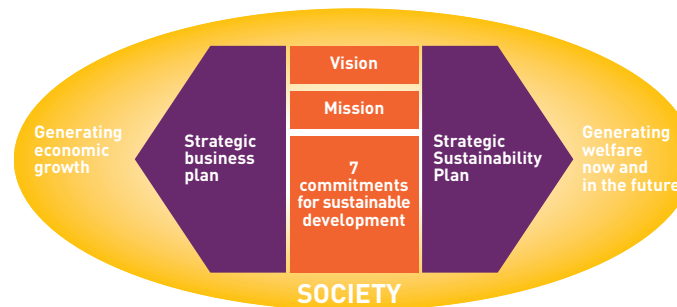 Generating
economic
growth
Strategic
business
plan
Vision
Mission
7
commitments
for sustainable
development
Strategic
Sustainability
Plan
Generating
welfare
now and
in the future
SOCIETY